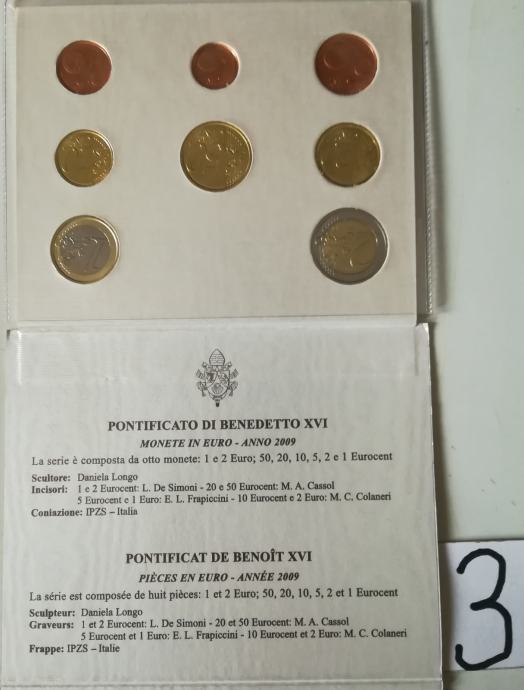 PONTIFICATO DI BENEDETTO XVI
MONETE IN EURO - ANNO 2009
La serie è composta da otto monete: 1 e 2 Euro; 50, 20, 10, 5, 2 e 1 Eurocent
Scultore: Daniela Longo
Incisori: 1 e 2 Eurocent: L. De Simoni - 20 e 50 Eurocent: M. A. Cassol
5 Eurocent e 1 Euro: E. L. Frapiccini - 10 Eurocent e 2 Euro: M. C. Colaneri
Coniazione: IPZS – Italia
PONTIFICAT DE BENOÎT XVI
PIÈCES EN EURO - ANNÉE 2009
La série est composée de huit pièces: 1 et 2 Euro; 50, 20, 10, 5, 2 et 1 Eurocent
Sculpteur: Daniela Longo
Graveurs: 1 et 2 Eurocent: L. De Simoni - 20 et 50 Eurocent: M. A. Cassol
5 Eurocent et 1 Euro: E. L. Frapiccini - 10 Eurocent et 2 Euro: M. C. Colaneri
Frappe: IPZS – Italie
3